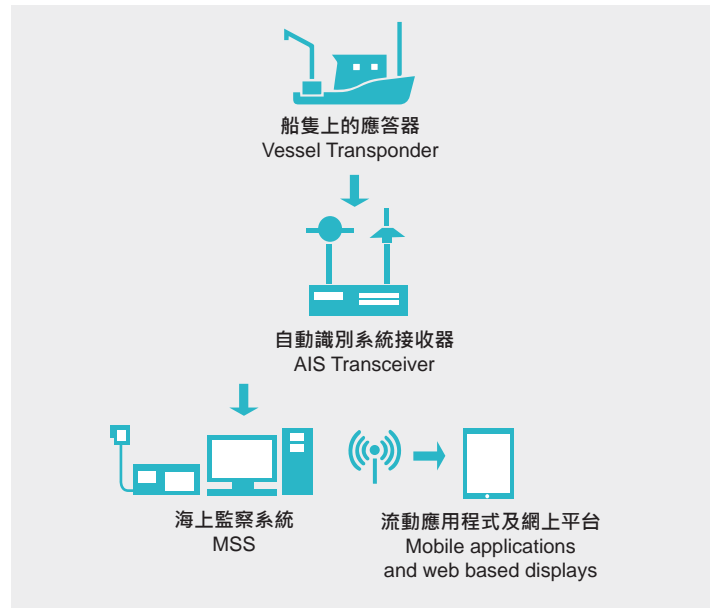 船隻上的應答器
Vessel Transponder
自動識別系統接收器
AIS Transceiver
海上監察系統
MSS
流動應用程式及網上平台
Mobile applications
and web based displays